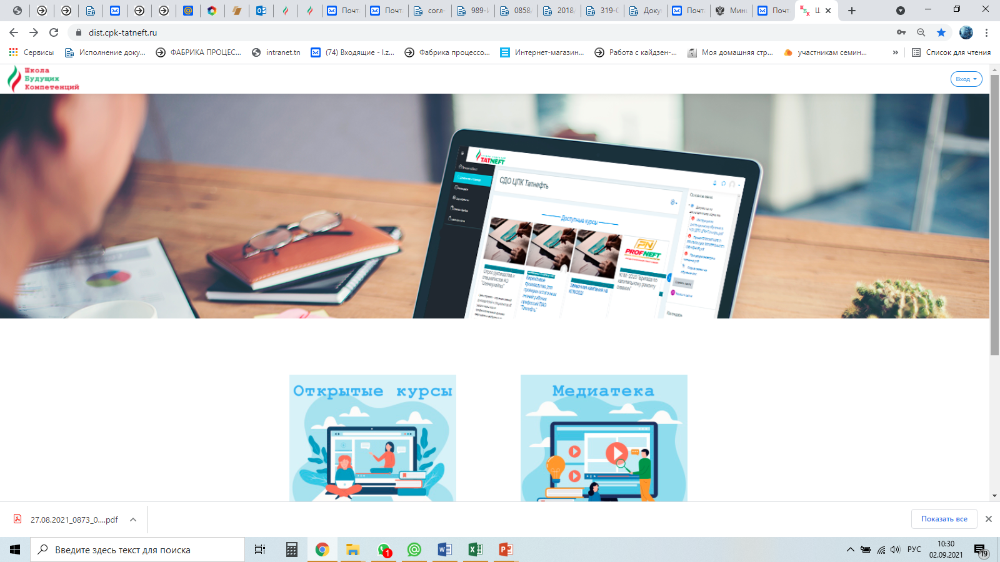 Почт
Почт
согл-
989-И
0858/
2018/
319-О
Доку
Почт
Мин
Почт
Ш
dist.cpk-tatneft.ru
Сервисы
Исполнение доку...
ФАБРИКА ПРОЦЕС...
intranet.tn
(74) Входящие - l.z...
Фабрика процессо...
Интернет-магазин...
Работа с кайдзен-...
Моя домашняя стр...
участникам семин...
»
Список для чтения
Школа
Будущих
Компетенций
Вход
TATNEFT
СДО ЦПК Татнефть
Доступные курсы
PN
PROFNEFT
Открытые курсы
Медиатека
27.08.2021_0873_0....pdf
Показать все
Введите здесь текст для поиска
1
РУС
10:30
02.09.2021
19